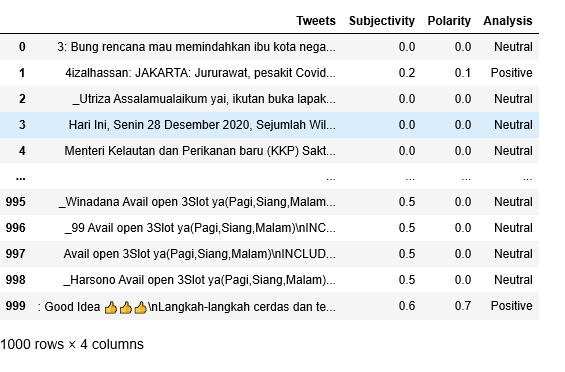 Tweets Subjectivity Polarity Analysis
0 3: Bung rencana mau memindahkan ibu kota nega... 0.0 0.0 Neutral
1 4izalhassan: JAKARTA: Jururawat, pesakit Covid... 0.2 0.1 Positive
2 _Utriza Assalamualaikum yai, ikutan buka lapak... 0.0 0.0 Neutral
3 Hari Ini, Senin 28 Desember 2020, Sejumlah Wil... 0.0 0.0 Neutral
4 Menteri Kelautan dan Perikanan baru (KKP) Sakt... 0.0 0.0 Neutral
... ... ... ... ...
995 _Winadana Avail open 3Slot ya(Pagi,Siang,Malam... 0.5 0.0 Neutral
996 _99 Avail open 3Slot ya(Pagi,Siang,Malam)\nINC... 0.5 0.0 Neutral
997 Avail open 3Slot ya(Pagi,Siang,Malam)\nINCLUD... 0.5 0.0 Neutral
998 _Harsono Avail open 3Slot ya(Pagi,Siang,Malam)... 0.5 0.0 Neutral
999 : Good Idea 👍👍👍\nLangkah-langkah cerdas dan te... 0.6 0.7 Positive
1000 rows × 4 columns